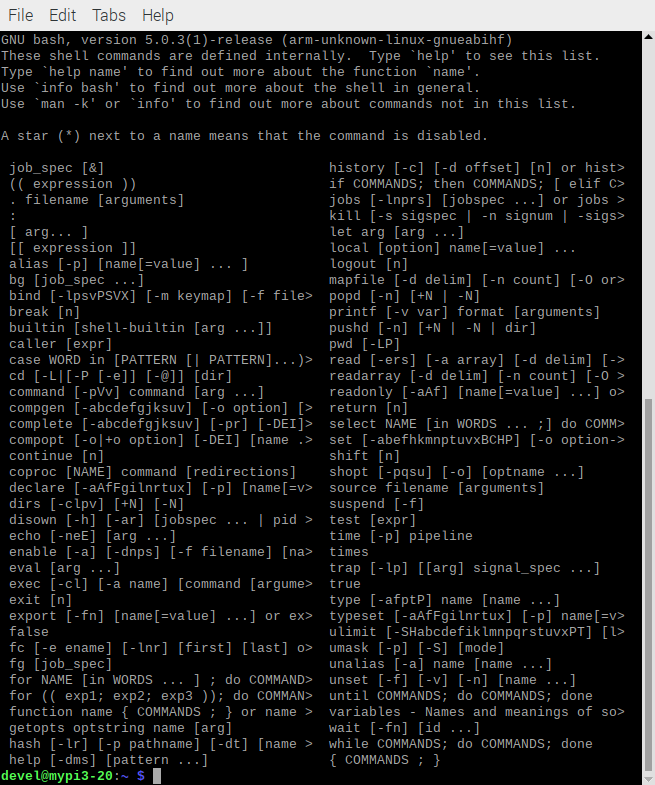 File Edit Tabs Help
GNU bash, version 5.0.3(1)-release (arm-unknown-linux-gnueabihf)
These shell commands are defined internally.  Type `help' to see this list.
Type `help name' to find out more about the function `name'.
Use `info bash' to find out more about the shell in general.
Use `man -k' or `info' to find out more about commands not in this list.

A star (*) next to a name means that the command is disabled.

 job_spec [&]                            history [-c] [-d offset] [n] or hist>
 (( expression ))                        if COMMANDS; then COMMANDS; [ elif C>
 . filename [arguments]                  jobs [-lnprs] [jobspec ...] or jobs >
 :                                       kill [-s sigspec | -n signum | -sigs>
 [ arg... ]                              let arg [arg ...]
 [[ expression ]]                        local [option] name[=value] ...
 alias [-p] [name[=value] ... ]          logout [n]
 bg [job_spec ...]                       mapfile [-d delim] [-n count] [-O or>
 bind [-lpsvPSVX] [-m keymap] [-f file>  popd [-n] [+N | -N]
 break [n]                               printf [-v var] format [arguments]
 builtin [shell-builtin [arg ...]]       pushd [-n] [+N | -N | dir]
 caller [expr]                           pwd [-LP]
 case WORD in [PATTERN [| PATTERN]...)>  read [-ers] [-a array] [-d delim] [->
 cd [-L|[-P [-e]] [-@]] [dir]            readarray [-d delim] [-n count] [-O >
 command [-pVv] command [arg ...]        readonly [-aAf] [name[=value] ...] o>
 compgen [-abcdefgjksuv] [-o option] [>  return [n]
 complete [-abcdefgjksuv] [-pr] [-DEI]>  select NAME [in WORDS ... ;] do COMM>
 compopt [-o|+o option] [-DEI] [name .>  set [-abefhkmnptuvxBCHP] [-o option->
 continue [n]                            shift [n]
 coproc [NAME] command [redirections]    shopt [-pqsu] [-o] [optname ...]
 declare [-aAfFgilnrtux] [-p] [name[=v>  source filename [arguments]
 dirs [-clpv] [+N] [-N]                  suspend [-f]
 disown [-h] [-ar] [jobspec ... | pid >  test [expr]
 echo [-neE] [arg ...]                   time [-p] pipeline
 enable [-a] [-dnps] [-f filename] [na>  times
 eval [arg ...]                          trap [-lp] [[arg] signal_spec ...]
 exec [-cl] [-a name] [command [argume>  true
 exit [n]                                type [-afptP] name [name ...]
 export [-fn] [name[=value] ...] or ex>  typeset [-aAfFgilnrtux] [-p] name[=v>
 false                                   ulimit [-SHabcdefiklmnpqrstuvxPT] [l>
 fc [-e ename] [-lnr] [first] [last] o>  umask [-p] [-S] [mode]
 fg [job_spec]                           unalias [-a] name [name ...]
 for NAME [in WORDS ... ] ; do COMMAND>  unset [-f] [-v] [-n] [name ...]
 for (( exp1; exp2; exp3 )); do COMMAN>  until COMMANDS; do COMMANDS; done
 function name { COMMANDS ; } or name >  variables - Names and meanings of so>
 getopts optstring name [arg]            wait [-fn] [id ...]
 hash [-lr] [-p pathname] [-dt] [name >  while COMMANDS; do COMMANDS; done
 help [-dms] [pattern ...]               { COMMANDS ; }
devel@mypi3-20:~ $